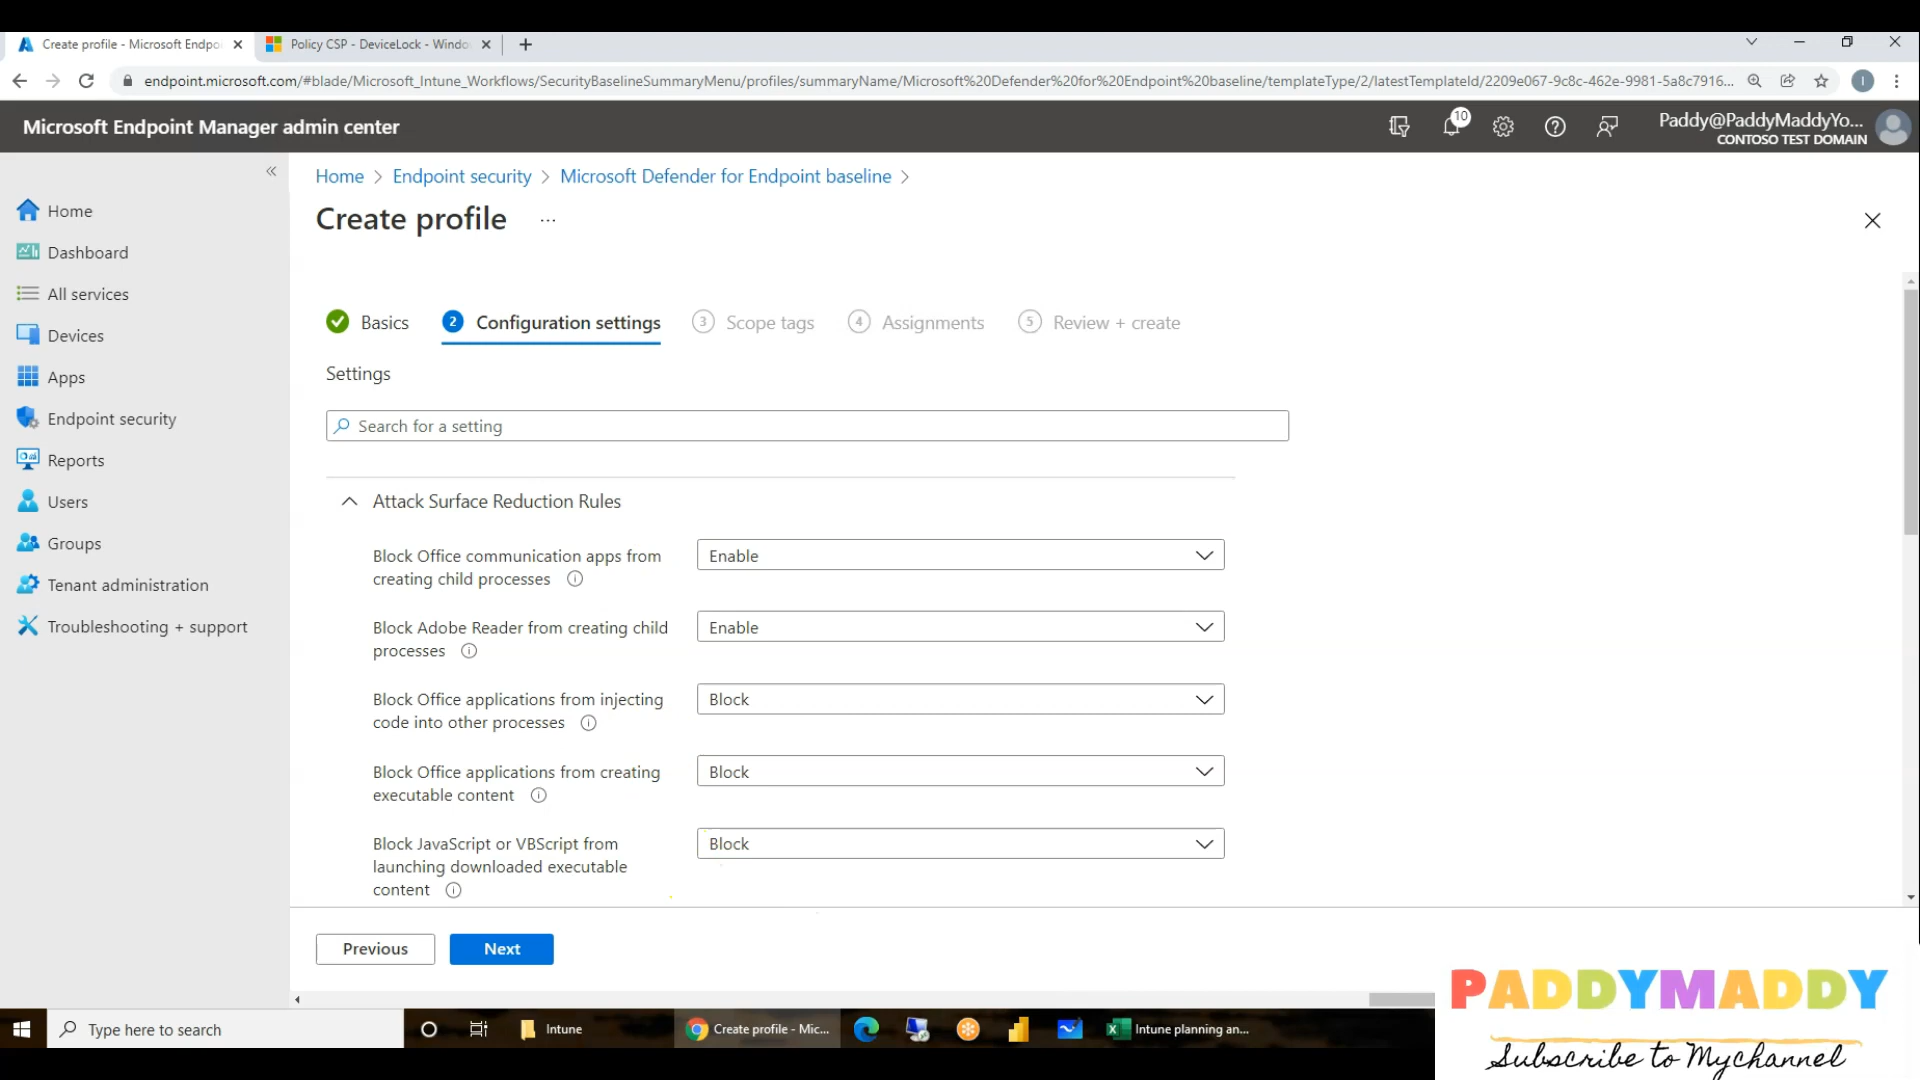 Create profile - Microsoft Endpo
Policy CSP - DeviceLock - Windo
endpoint.microsoft.com/#blade/Microsoft_Intune_Workflows/SecurityBaselineSummaryMenu/profiles/summaryName/Microsoft%20Defender%20for%20Endpoint%20baseline/templateType/2/latestTemplateId/2209e067-9c8c-462e-9981-5a8c7916...
I
Microsoft Endpoint Manager admin center
10
Paddy@PaddyMaddyYo...
CONTOSO TEST DOMAIN
Home
Dashboard
All services
Devices
Apps
Endpoint security
Reports
Users
Groups
Tenant administration
Troubleshooting + support
Home > Endpoint security > Microsoft Defender for Endpoint baseline >
Create profile ...
Basics
2 Configuration settings
3 Scope tags
4 Assignments
5 Review + create
Settings
Search for a setting
Attack Surface Reduction Rules
Block Office communication apps from
creating child processes
Enable
Block Adobe Reader from creating child
processes
Enable
Block Office applications from injecting
code into other processes
Block
Block Office applications from creating
executable content
Block
Block JavaScript or VBScript from
launching downloaded executable
content
Block
Previous
Next
PADDYMADDY
Subscribe to Mychannel
Type here to search
Intune
Create profile - Mic...
Intune planning an...